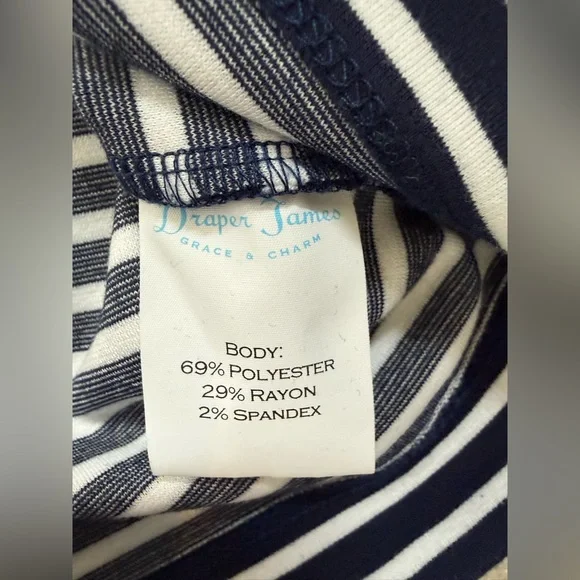 Draper James
GRACE & CHARM
BODY:
69% POLYESTER
29% RAYON
2% SPANDEX